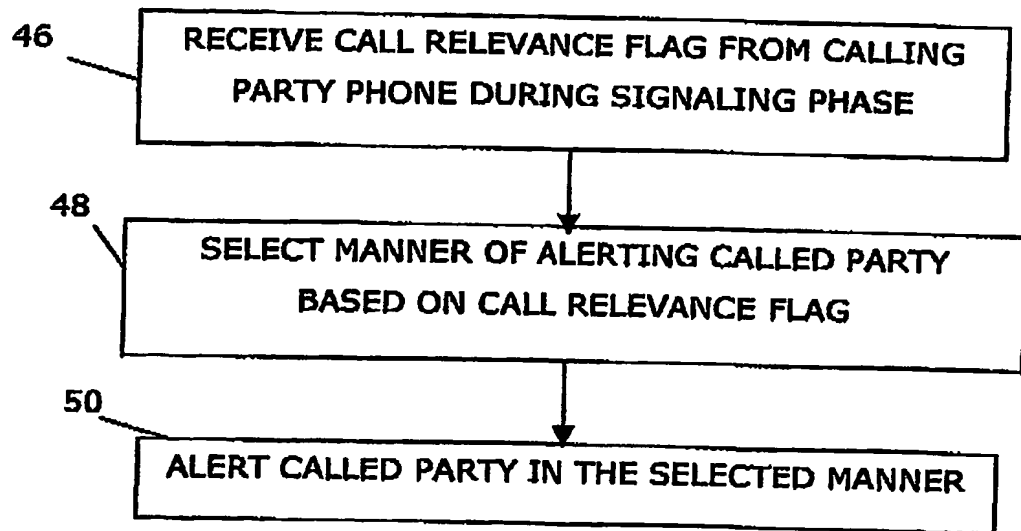 46
RECEIVE CALL RELEVANCE FLAG FROM CALLING
PARTY PHONE DURING SIGNALING PHASE
48
SELECT MANNER OF ALERTING CALLED PARTY
BASED ON CALL RELEVANCE FLAG
50
ALERT CALLED PARTY IN THE SELECTED MANNER